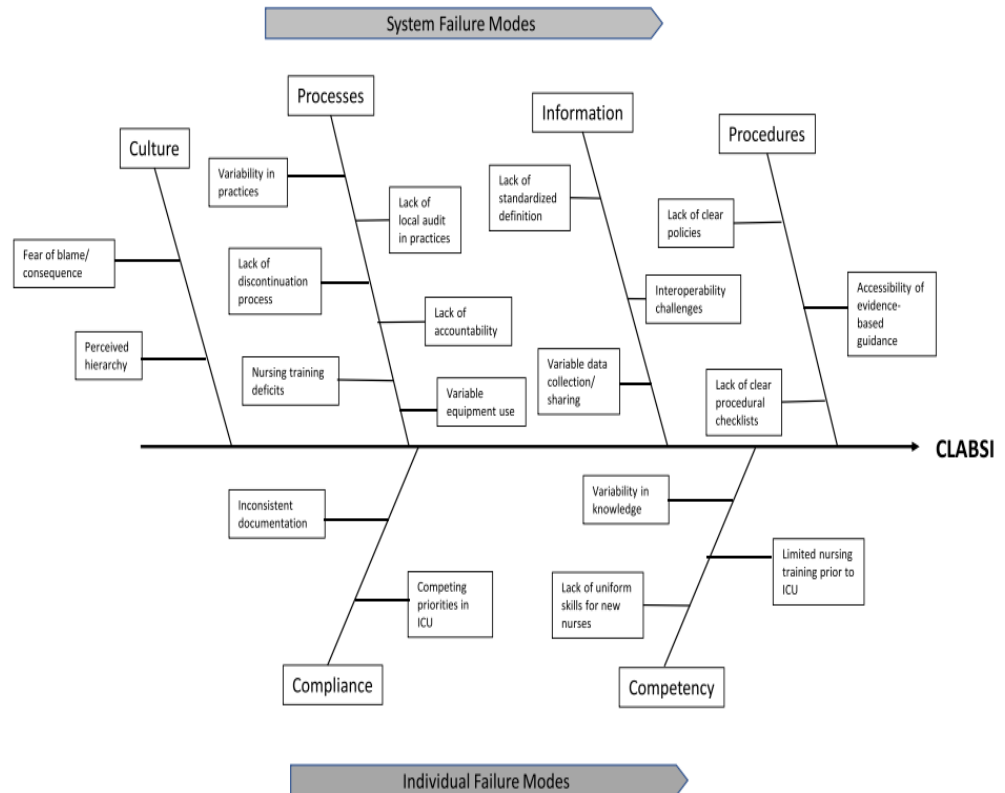 System Failure Modes
Processes
Information
Procedures
Culture
Variability in
practices
Lack of
local audit
in practices
Lack of
standardized
definition
Lack of clear
policies
Fear of blame/
consequence
Lack of
discontinuation
process
Interoperability
challenges
Accessibility of
evidence-
based
guidance
Lack of
accountability
Perceived
hierarchy
Nursing training
deficits
Variable
equipment use
Variable data
collection/
sharing
Lack of clear
procedural
checklists
CLABSI
Inconsistent
documentation
Variability in
knowledge
Competing
priorities in
ICU
Lack of uniform
skills for new
nurses
Limited nursing
training prior to
ICU
Compliance
Competency
Individual Failure Modes